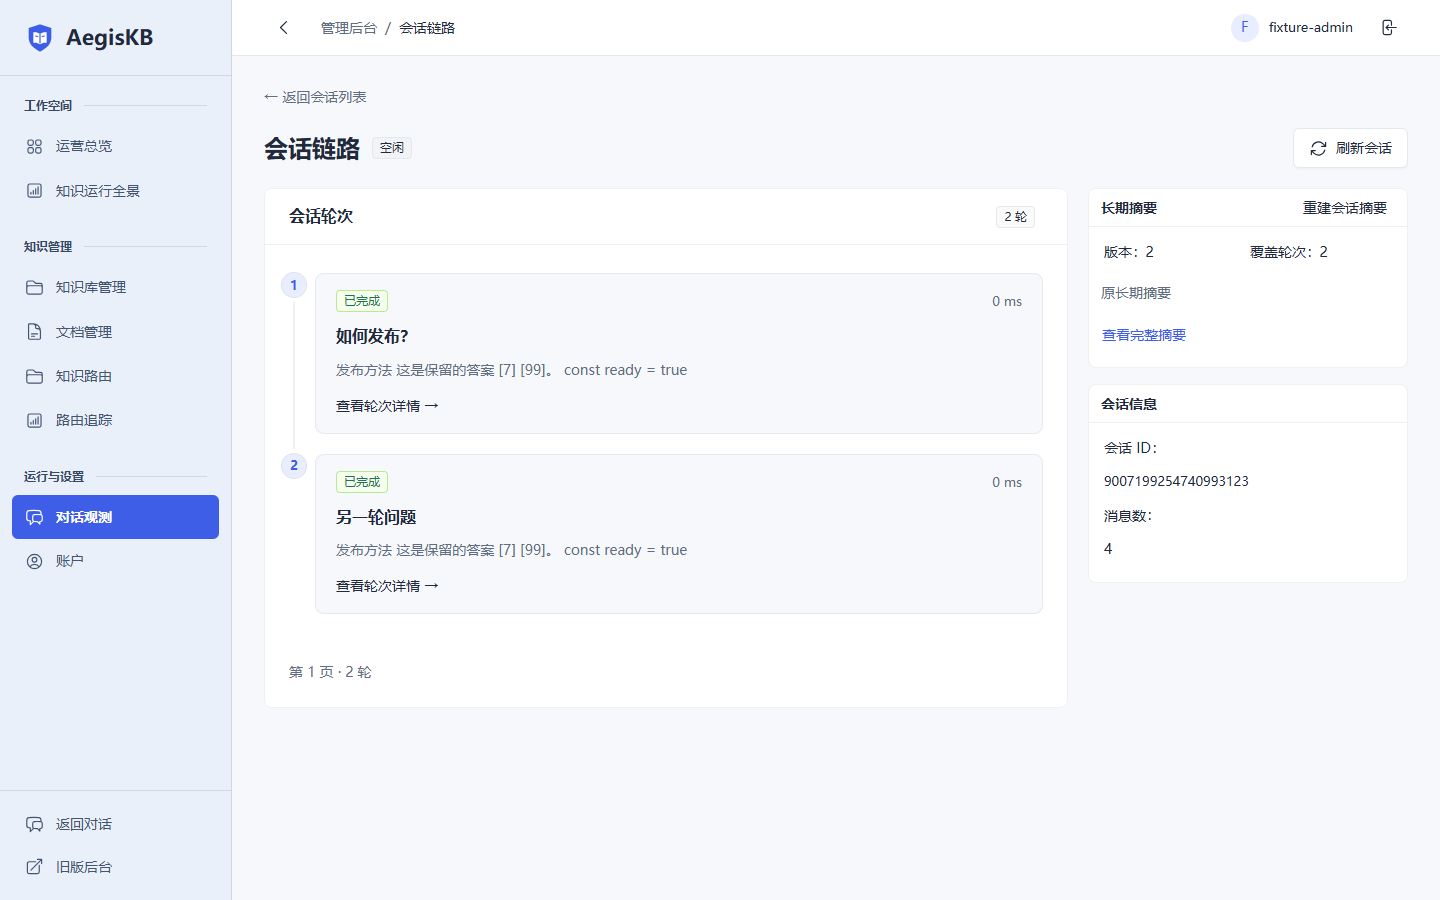 AegisKB
工作空间
运营总览
知识运行全景
知识管理
知识库管理
文档管理
知识路由
路由追踪
运行与设置
对话观测
账户
返回对话
旧版后台
管理后台 / 会话链路
F fixture-admin
← 返回会话列表
会话链路 空闲
刷新会话
会话轮次 2 轮
1
已完成 0 ms
如何发布?
发布方法 这是保留的答案 [7] [99]。 const ready = true
查看轮次详情 →
2
已完成 0 ms
另一轮问题
发布方法 这是保留的答案 [7] [99]。 const ready = true
查看轮次详情 →
第 1 页 · 2 轮
长期摘要 重建会话摘要
版本：2 覆盖轮次：2
原长期摘要
查看完整摘要
会话信息
会话 ID：
9007199254740993123
消息数：
4